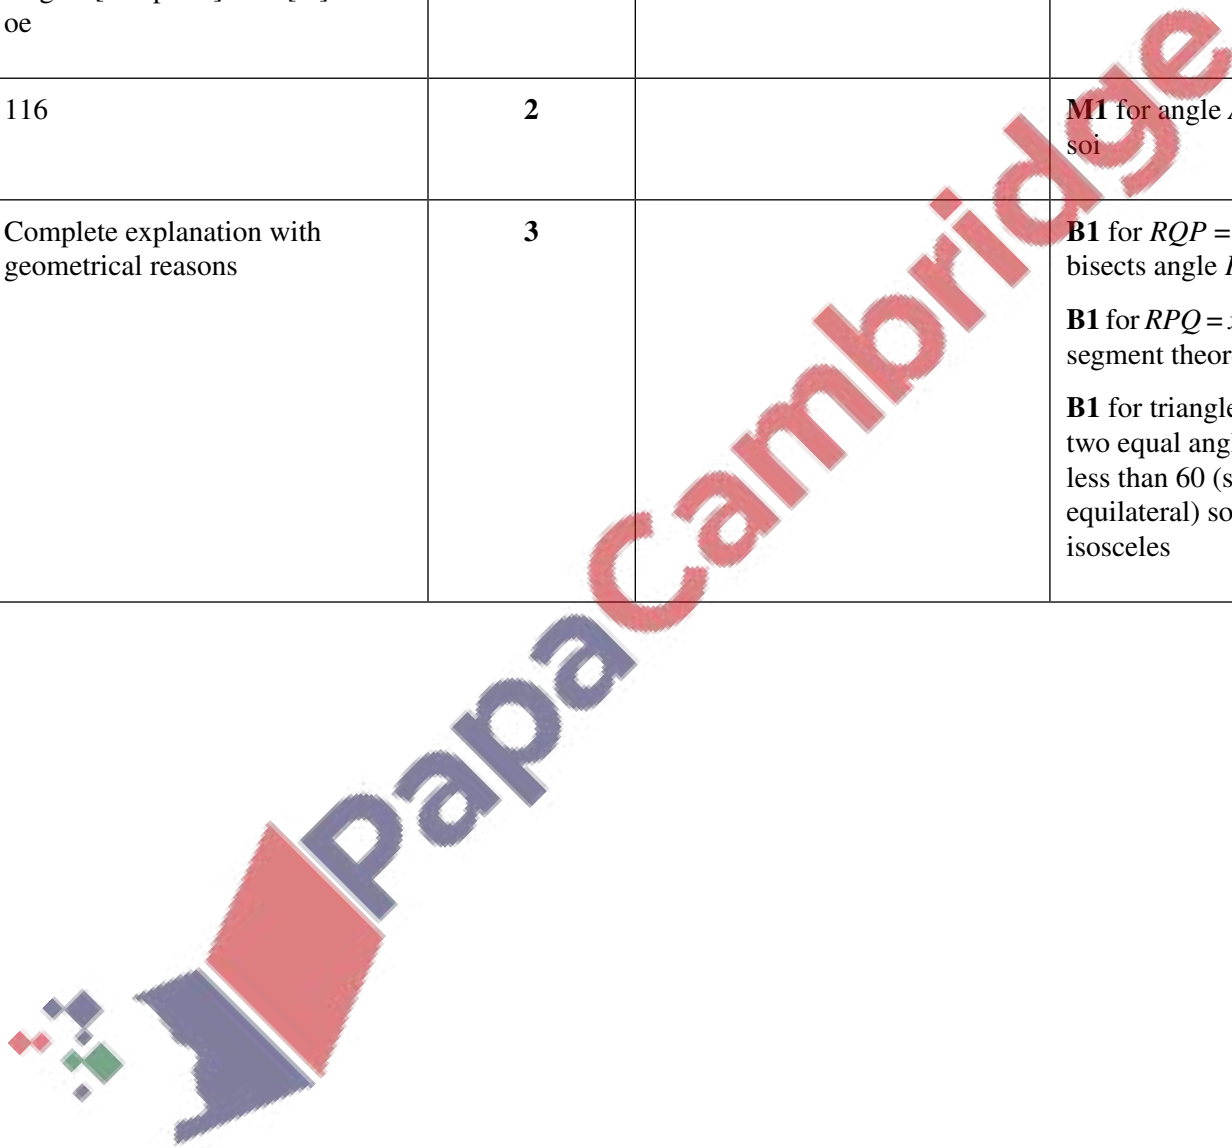 oe
116
2
M1 for angle
soi
Complete explanation with
geometrical reasons
3
B1 for RQP =
bisects angle
B1 for RPQ =
segment theor
B1 for triangle
two equal ang
less than 60 (s
equilateral) so
isosceles
PapaCambridge